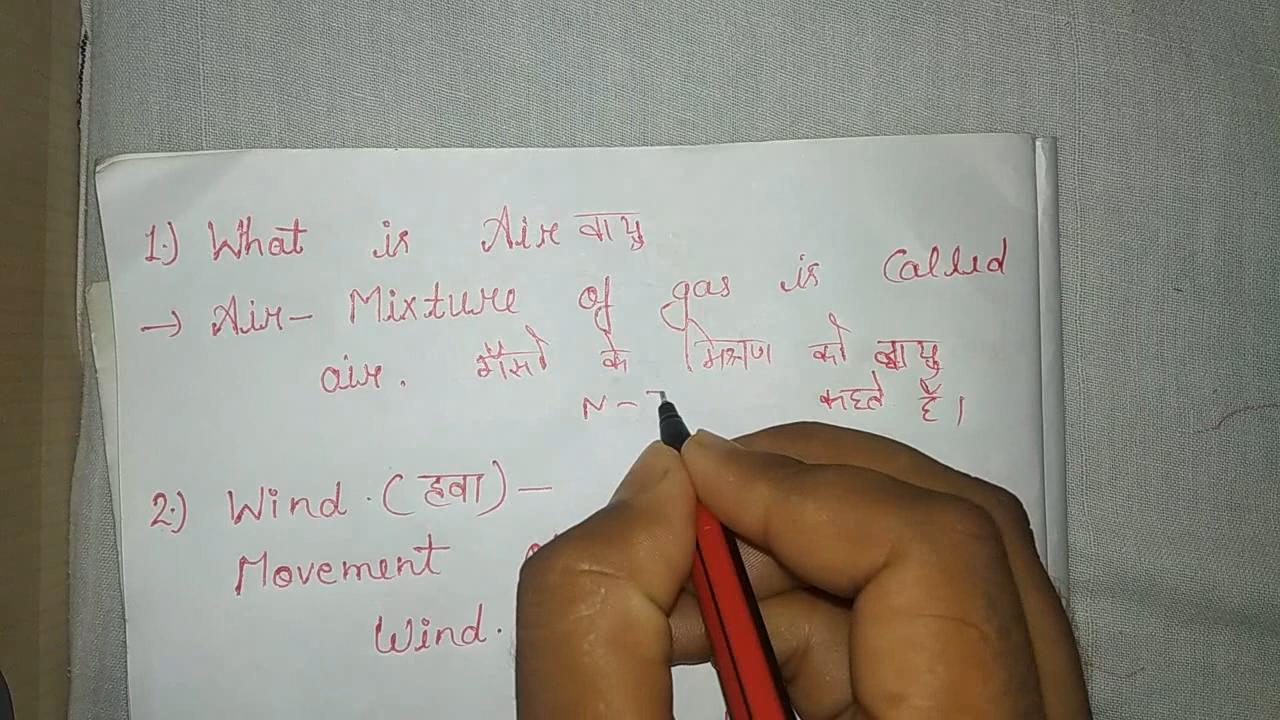 1.) What is Air वायु
→ Air- Mixture of gas is Called
air. गैसों के मिश्रण को वायु
कहते हैं।
N -
2.) Wind. (हवा) —
Movement
Wind.